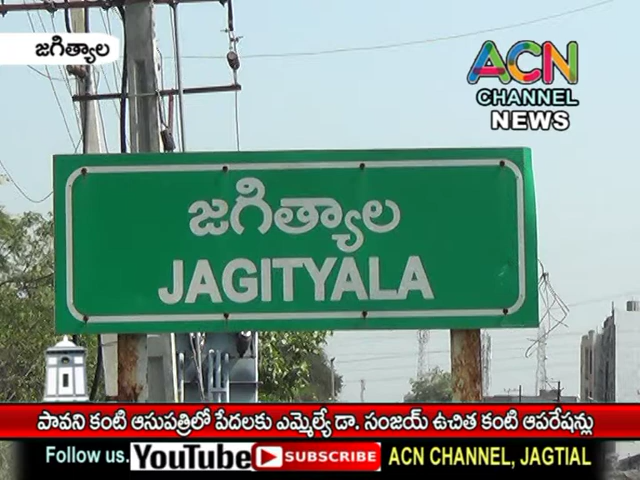 జగిత్యాల
ACN
CHANNEL
NEWS
జగిత్యాల
JAGITYALA
పావని కంటి ఆసుపత్రిలో పేదలకు ఎమ్మెల్యే డా. సంజయ్ ఉచిత కంటి ఆపరేషన్లు
Follow us. YouTube SUBSCRIBE ACN CHANNEL, JAGTIAL